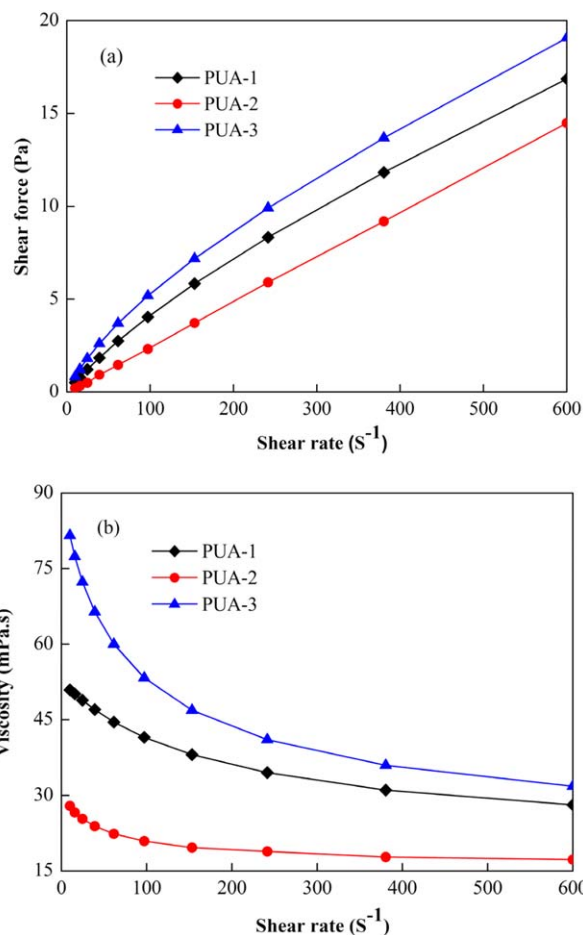 20
(a)
PUA-1
PUA-2
PUA-3
15
10
5
0
Shear force (Pa)
0 100 200 300 400 500 600
Shear rate (S-1)
90
(b)
PUA-1
PUA-2
PUA-3
75
60
45
30
15
Viscosity (mPa.s)
0 100 200 300 400 500 600
Shear rate (S-1)